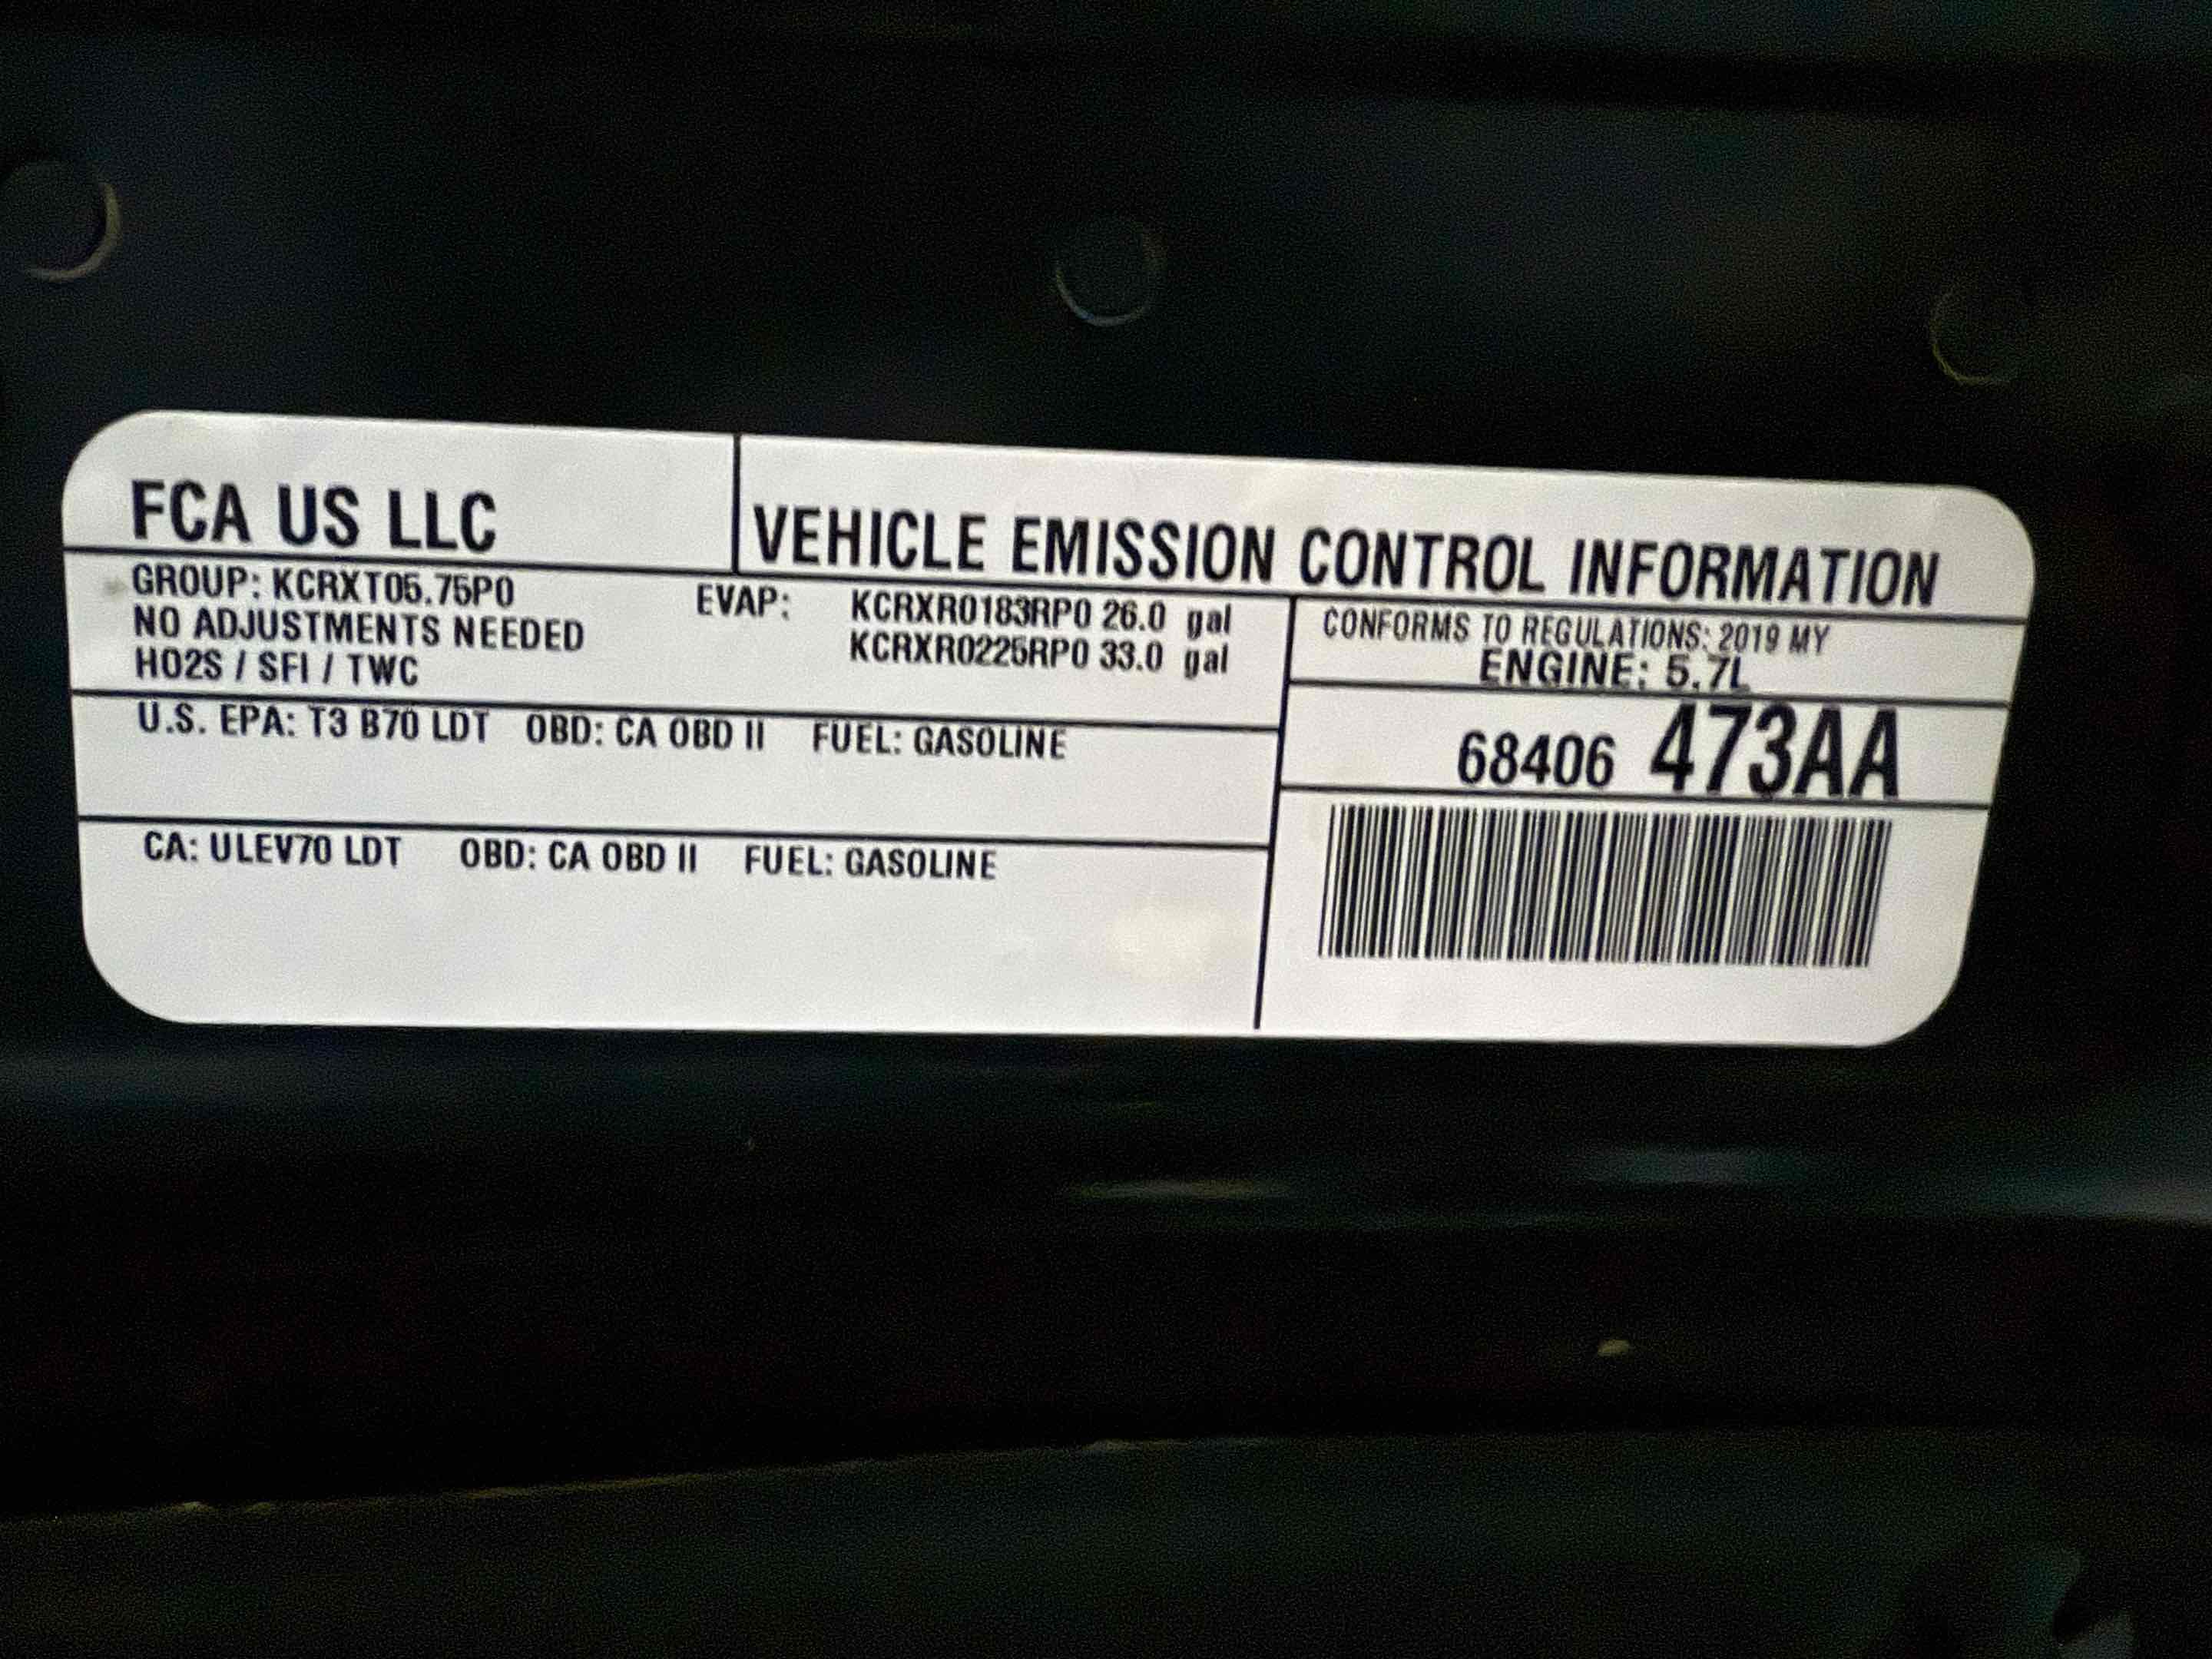 FCA US LLC
VEHICLE EMISSION CONTROL INFORMATION
GROUP: KCRXT05.75P0
NO ADJUSTMENTS NEEDED
HO2S / SFI / TWC
EVAP: KCRXR0183RP0 26.0 gal
KCRXR0225RP0 33.0 gal
CONFORMS TO REGULATIONS: 2019 MY
ENGINE: 5.7L
68406 473AA
U.S. EPA: T3 B70 LDT OBD: CA OBD II FUEL: GASOLINE
CA: ULEV70 LDT OBD: CA OBD II FUEL: GASOLINE